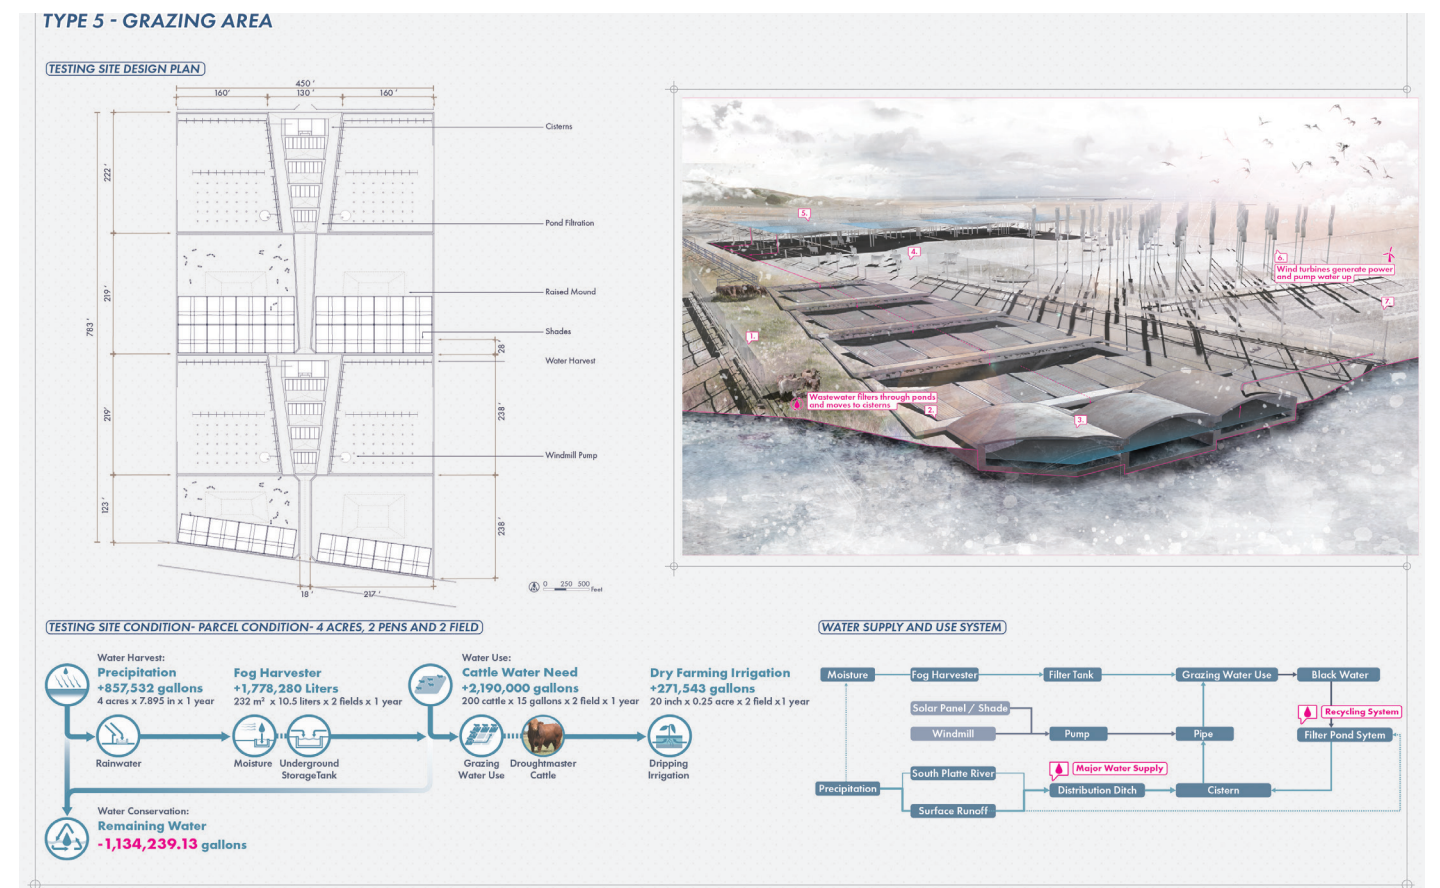 TYPE 5 - GRAZING AREA
TESTING SITE DESIGN PLAN
450 '
160' 130 ' 160 '
222 '
219 '
783 '
219'
123 '
28'
238 '
238 '
18 ' 217 '
Cisterns
Pond Filtration
Raised Mound
Shades
Water Harvest
Windmill Pump
0 250 500
Feet
1.
2.
3.
4.
5.
6.
7.
Wind turbines generate power
and pump water up
Wastewater filters through ponds
and moves to cisterns
TESTING SITE CONDITION- PARCEL CONDITION- 4 ACRES, 2 PENS AND 2 FIELD
Water Harvest:
Precipitation
+857,532 gallons
4 acres x 7.895 in x 1 year
Fog Harvester
+1,778,280 Liters
232 m² x 10.5 liters x 2 fields x 1 year
Water Use:
Cattle Water Need
+2,190,000 gallons
200 cattle x 15 gallons x 2 field x 1 year
Dry Farming Irrigation
+271,543 gallons
20 inch x 0.25 acre x 2 field x1 year
Rainwater
Moisture
Underground
StorageTank
Grazing
Water Use
Droughtmaster
Cattle
Dripping
Irrigation
Water Conservation:
Remaining Water
-1,134,239.13 gallons
WATER SUPPLY AND USE SYSTEM
Moisture
Fog Harvester
Filter Tank
Grazing Water Use
Black Water
Solar Panel / Shade
Recycling System
Windmill
Pump
Pipe
Filter Pond Sytem
South Platte River
Major Water Supply
Precipitation
Distribution Ditch
Cistern
Surface Runoff